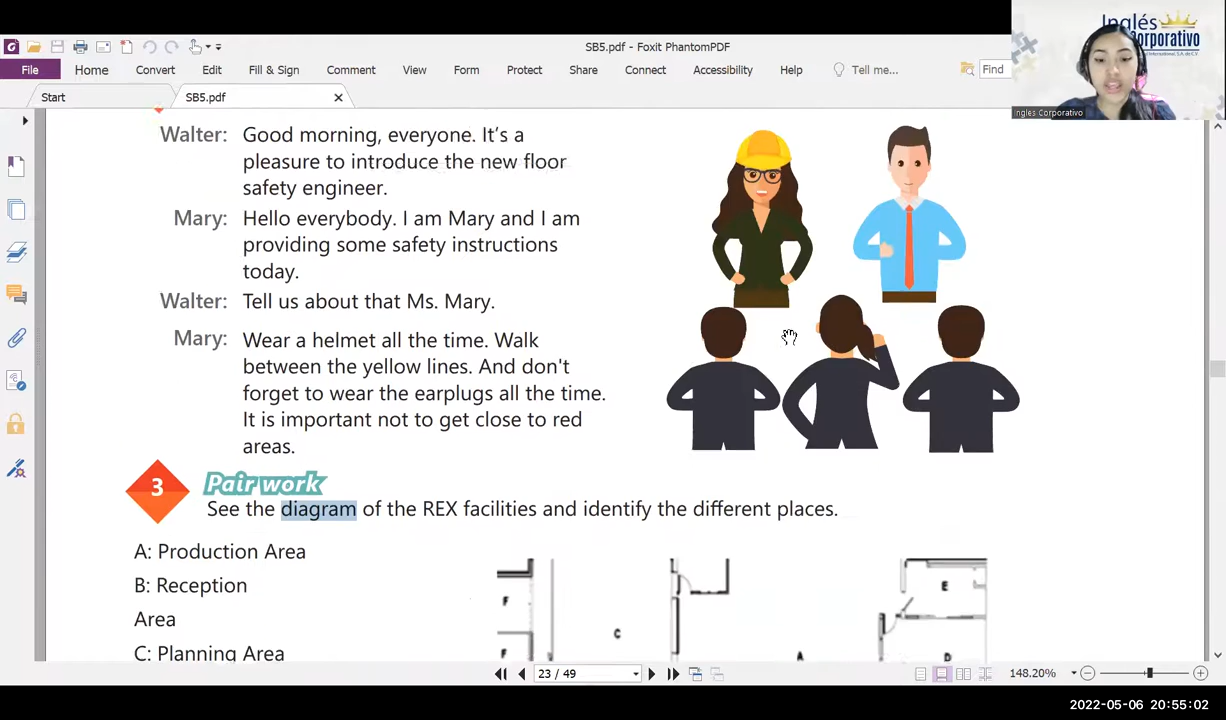 SB5.pdf - Foxit PhantomPDF
Inglés
Corporativo
File Home Convert Edit Fill & Sign Comment View Form Protect Share Connect Accessibility Help Tell me... Find
Start SB5.pdf
Ingles Corporativo
Walter: Good morning, everyone. It's a
pleasure to introduce the new floor
safety engineer.
Mary: Hello everybody. I am Mary and I am
providing some safety instructions
today.
Walter: Tell us about that Ms. Mary.
Mary: Wear a helmet all the time. Walk
between the yellow lines. And don't
forget to wear the earplugs all the time.
It is important not to get close to red
areas.
3 Pair work
See the diagram of the REX facilities and identify the different places.
A: Production Area
B: Reception
Area
C: Planning Area
F
E
C
F
A
D
23 / 49
148.20%
2022-05-06 20:55:02